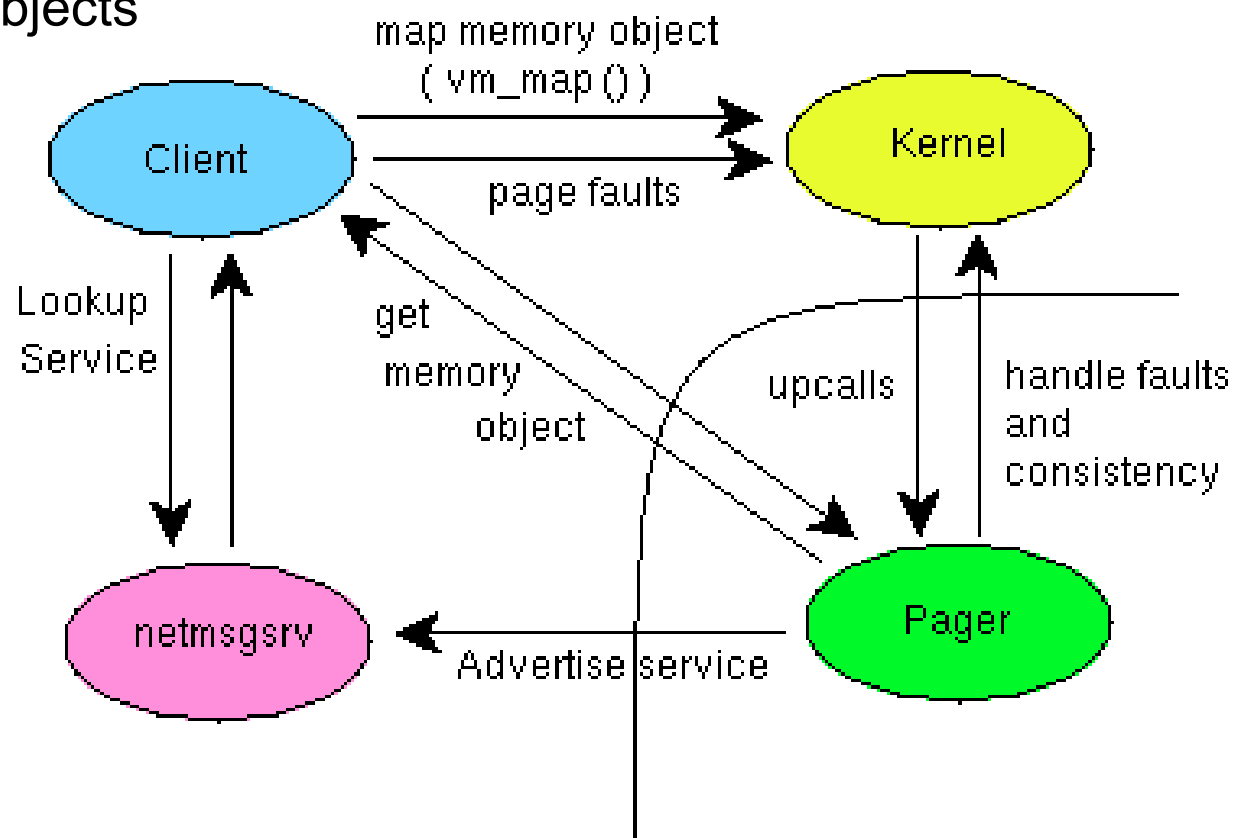 bjects
map memory object
( vm_map () )
Client
Kernel
page faults
Lookup
Service
get
memory
object
upcalls
handle faults
and
consistency
netmsgsrv
Pager
Advertise service